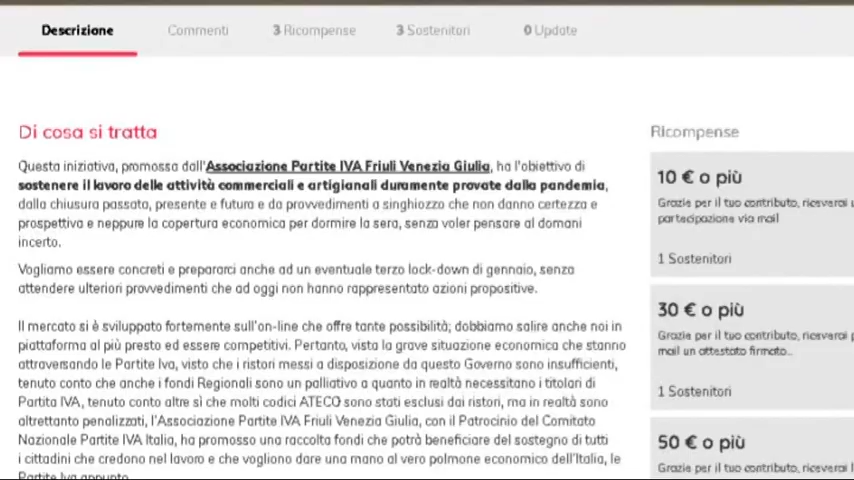 Descrizione Commenti 3 Ricompense 3 Sostenitori 0 Update
Di cosa si tratta
Questa iniziativa, promossa dall'Associazione Partite IVA Friuli Venezia Giulia, ha l'obiettivo di
sostenere il lavoro delle attività commerciali e artigianali duramente provate dalla pandemia,
dalla chiusura passata, presente e futura e da provvedimenti a singhiozzo che non danno certezza e
prospettiva e neppure la copertura economica per dormire la sera, senza voler pensare al domani
incerto.
Vogliamo essere concreti e prepararci anche ad un eventuale terzo lock-down di gennaio, senza
attendere ulteriori provvedimenti che ad oggi non hanno rappresentato azioni propositive.
Il mercato si è sviluppato fortemente sull'on-line che offre tante possibilità; dobbiamo salire anche noi in
piattaforma al più presto ed essere competitivi. Pertanto, vista la grave situazione economica che stanno
attraversando le Partite Iva, visto che i ristori messi a disposizione da questo Governo sono insufficienti,
tenuto conto che anche i fondi Regionali sono un palliativo a quanto in realtà necessitano i titolari di
Partita IVA, tenuto conto altre sì che molti codici ATECO sono stati esclusi dai ristori, ma in realtà sono
altrettanto penalizzati, l'Associazione Partite IVA Friuli Venezia Giulia, con il Patrocinio del Comitato
Nazionale Partite IVA Italia, ha promosso una raccolta fondi che potrà beneficiare del sostegno di tutti
i cittadini che credono nel lavoro e che vogliono dare una mano al vero polmone economico dell'Italia, le
Partite Iva appunto.
Ricompense
10 € o più
Grazie per il tuo contributo, riceverai
partecipazione via mail
1 Sostenitori
30 € o più
Grazie per il tuo contributo, riceverai
mail un attestato firmato...
1 Sostenitori
50 € o più
Grazie per il tuo contributo, riceverai